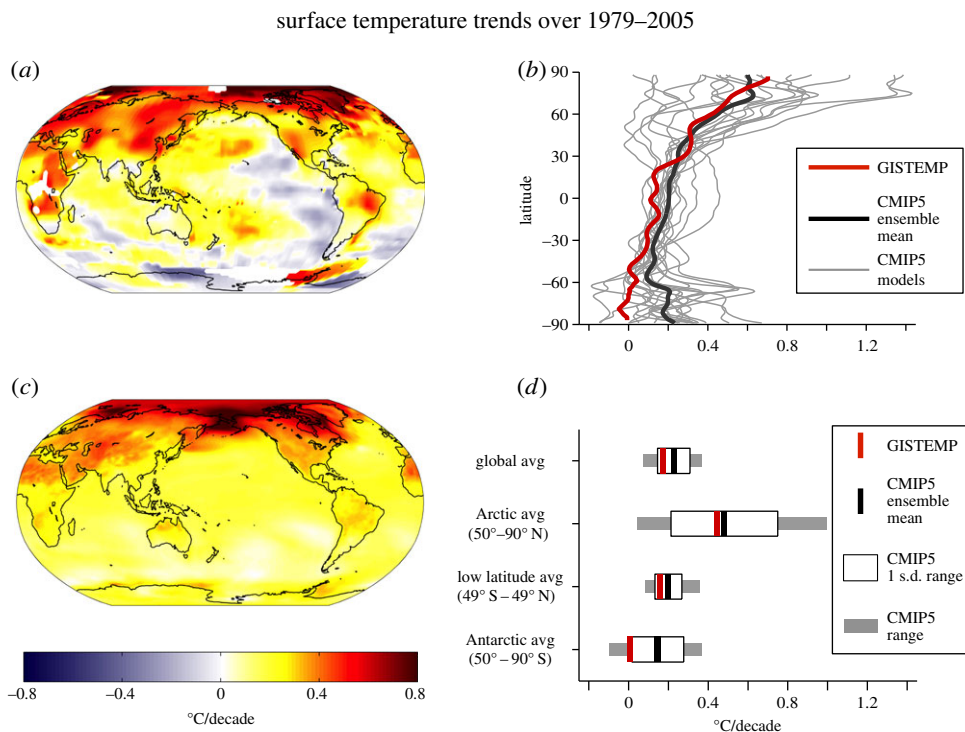 surface temperature trends over 1979–2005
(a)
(b)
90
60
30
0
–30
–60
–90
latitude
0
0.4
0.8
1.2
GISTEMP
CMIP5
ensemble
mean
CMIP5
models
(c)
–0.8
–0.4
0
0.4
0.8
°C/decade
(d)
global avg
Arctic avg
(50°–90° N)
low latitude avg
(49° S – 49° N)
Antarctic avg
(50° – 90° S)
0
0.4
0.8
1.2
°C/decade
GISTEMP
CMIP5
ensemble
mean
CMIP5
1 s.d. range
CMIP5
range